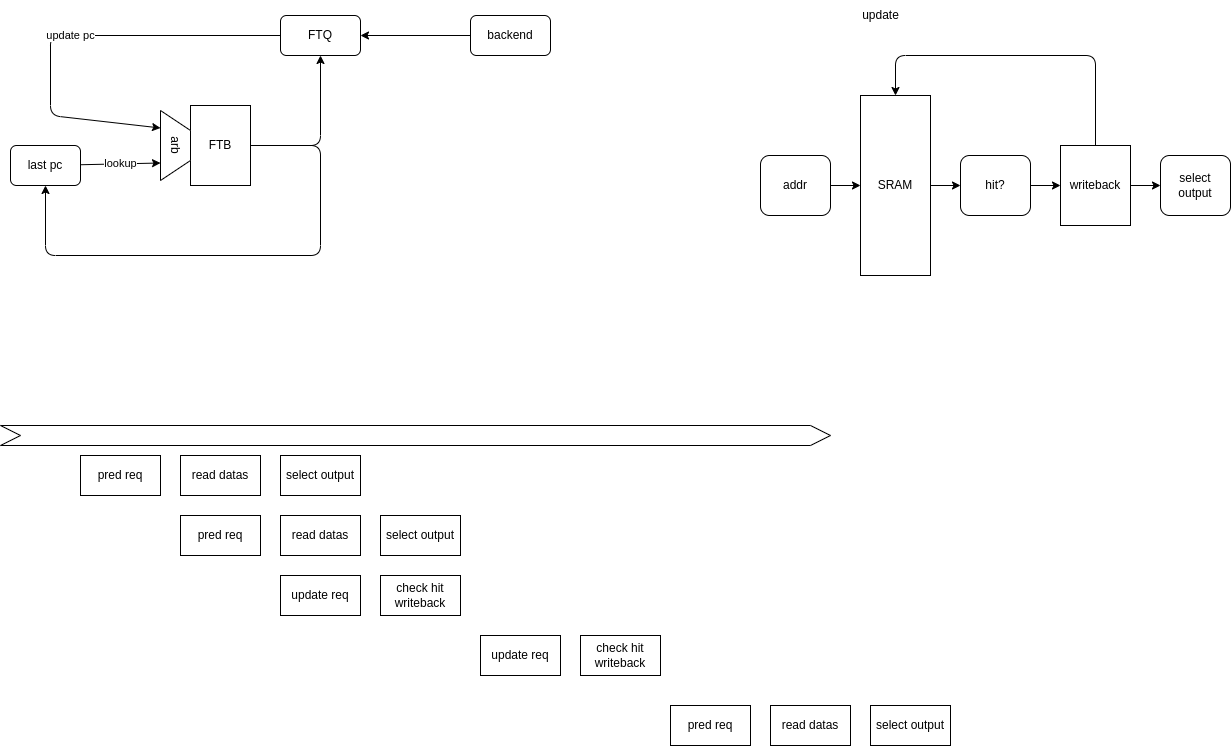 update
update pc
FTQ
backend
arb
FTB
last pc
lookup
addr
SRAM
hit?
writeback
select
output
pred req
read datas
select output
pred req
read datas
select output
update req
check hit
writeback
update req
check hit
writeback
pred req
read datas
select output